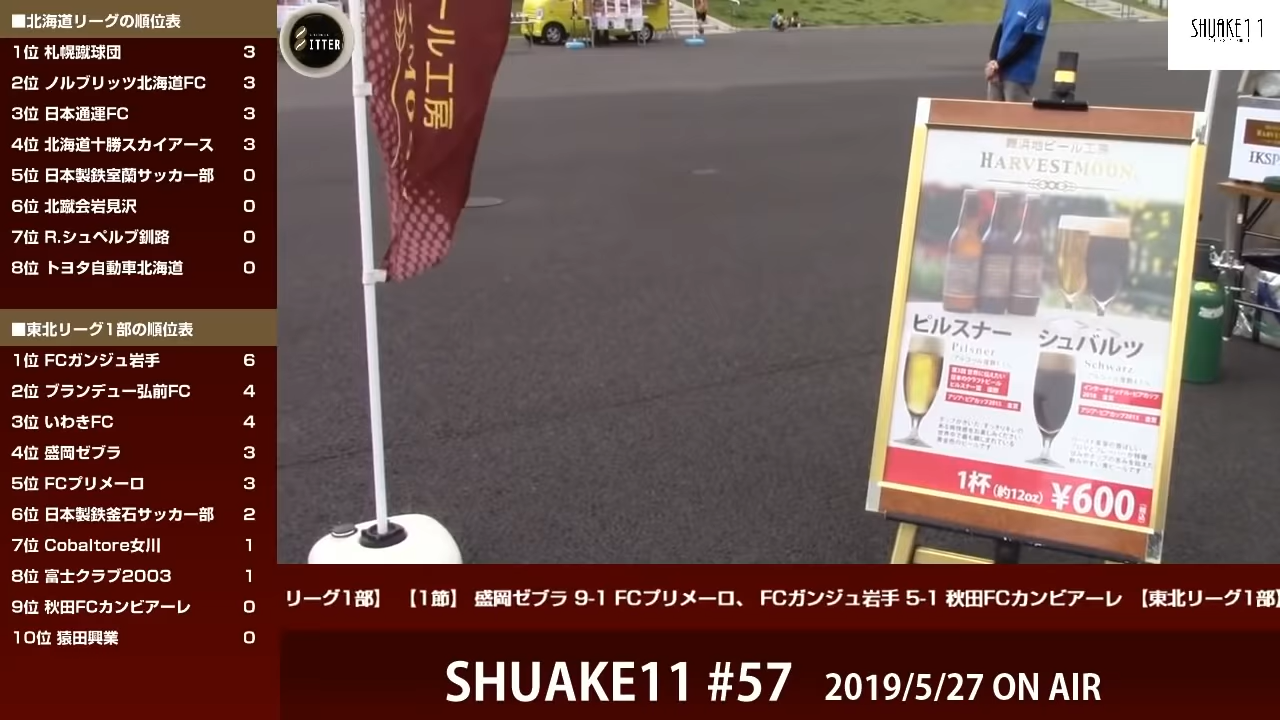 ■北海道リーグの順位表
1位 札幌蹴球団 3
2位 ノルブリッツ北海道FC 3
3位 日本通運FC 3
4位 北海道十勝スカイアース 3
5位 日本製鉄室蘭サッカー部 0
6位 北蹴会岩見沢 0
7位 R.シュペルブ釧路 0
8位 トヨタ自動車北海道 0
■東北リーグ1部の順位表
1位 FCガンジュ岩手 6
2位 ブランデュー弘前FC 4
3位 いわきFC 4
4位 盛岡ゼブラ 3
5位 FCプリメーロ 3
6位 日本製鉄釜石サッカー部 2
7位 Cobaltore女川 1
8位 富士クラブ2003 1
9位 秋田FCカンビアーレ 0
10位 猿田興業 0
ITTER
ール工房
SHUAKE11
舞浜地ビール工房
HARVESTMOON
ピルスナー
Pilsner
シュバルツ
Schwarz
1杯(約12oz) ¥600
IKSP
リーグ1部】 【1節】 盛岡ゼブラ 9-1 FCプリメーロ、 FCガンジュ岩手 5-1 秋田FCカンビアーレ 【東北リーグ1部】
SHUAKE11 #57 2019/5/27 ON AIR